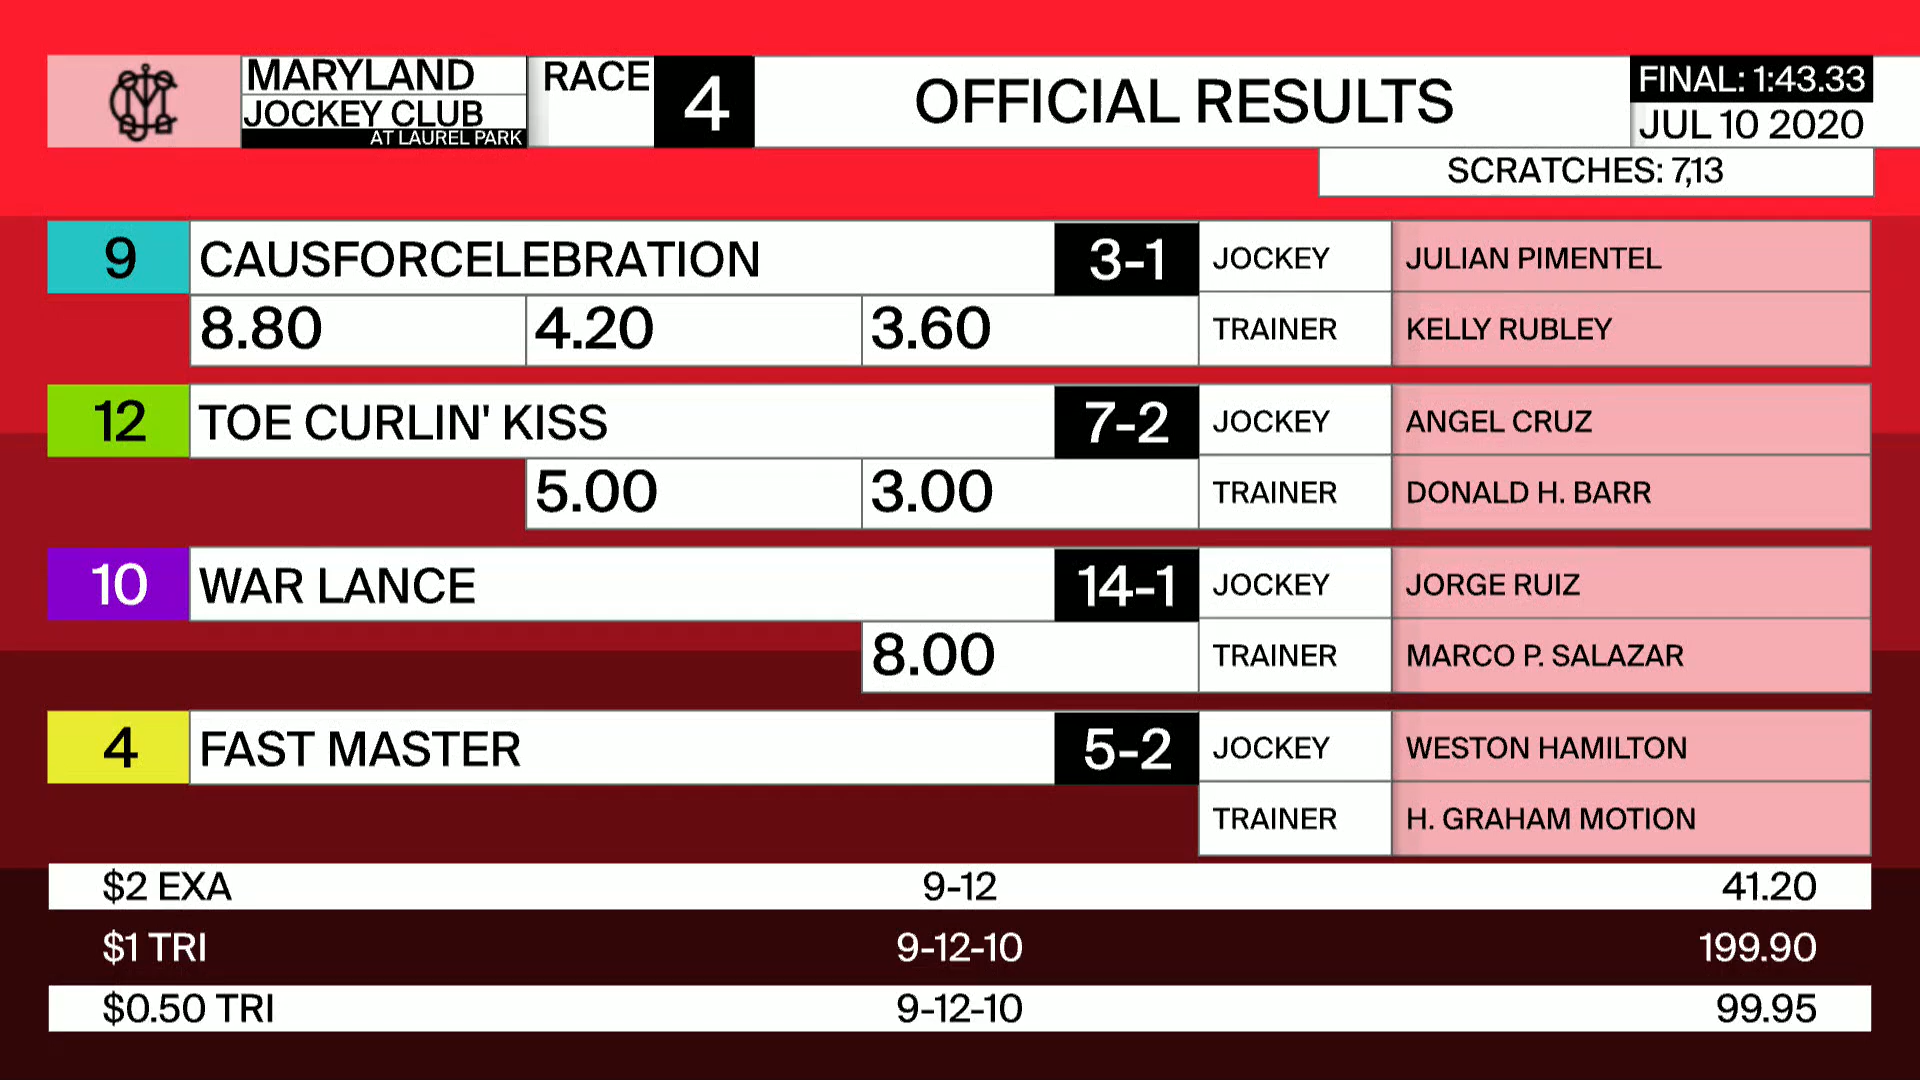 MARYLAND
JOCKEY CLUB
AT LAUREL PARK
RACE 4
OFFICIAL RESULTS
FINAL: 1:43.33
JUL 10 2020
SCRATCHES: 7,13
9 CAUSFORCELEBRATION 3-1 JOCKEY JULIAN PIMENTEL
8.80 4.20 3.60 TRAINER KELLY RUBLEY
12 TOE CURLIN' KISS 7-2 JOCKEY ANGEL CRUZ
5.00 3.00 TRAINER DONALD H. BARR
10 WAR LANCE 14-1 JOCKEY JORGE RUIZ
8.00 TRAINER MARCO P. SALAZAR
4 FAST MASTER 5-2 JOCKEY WESTON HAMILTON
TRAINER H. GRAHAM MOTION
$2 EXA 9-12 41.20
$1 TRI 9-12-10 199.90
$0.50 TRI 9-12-10 99.95